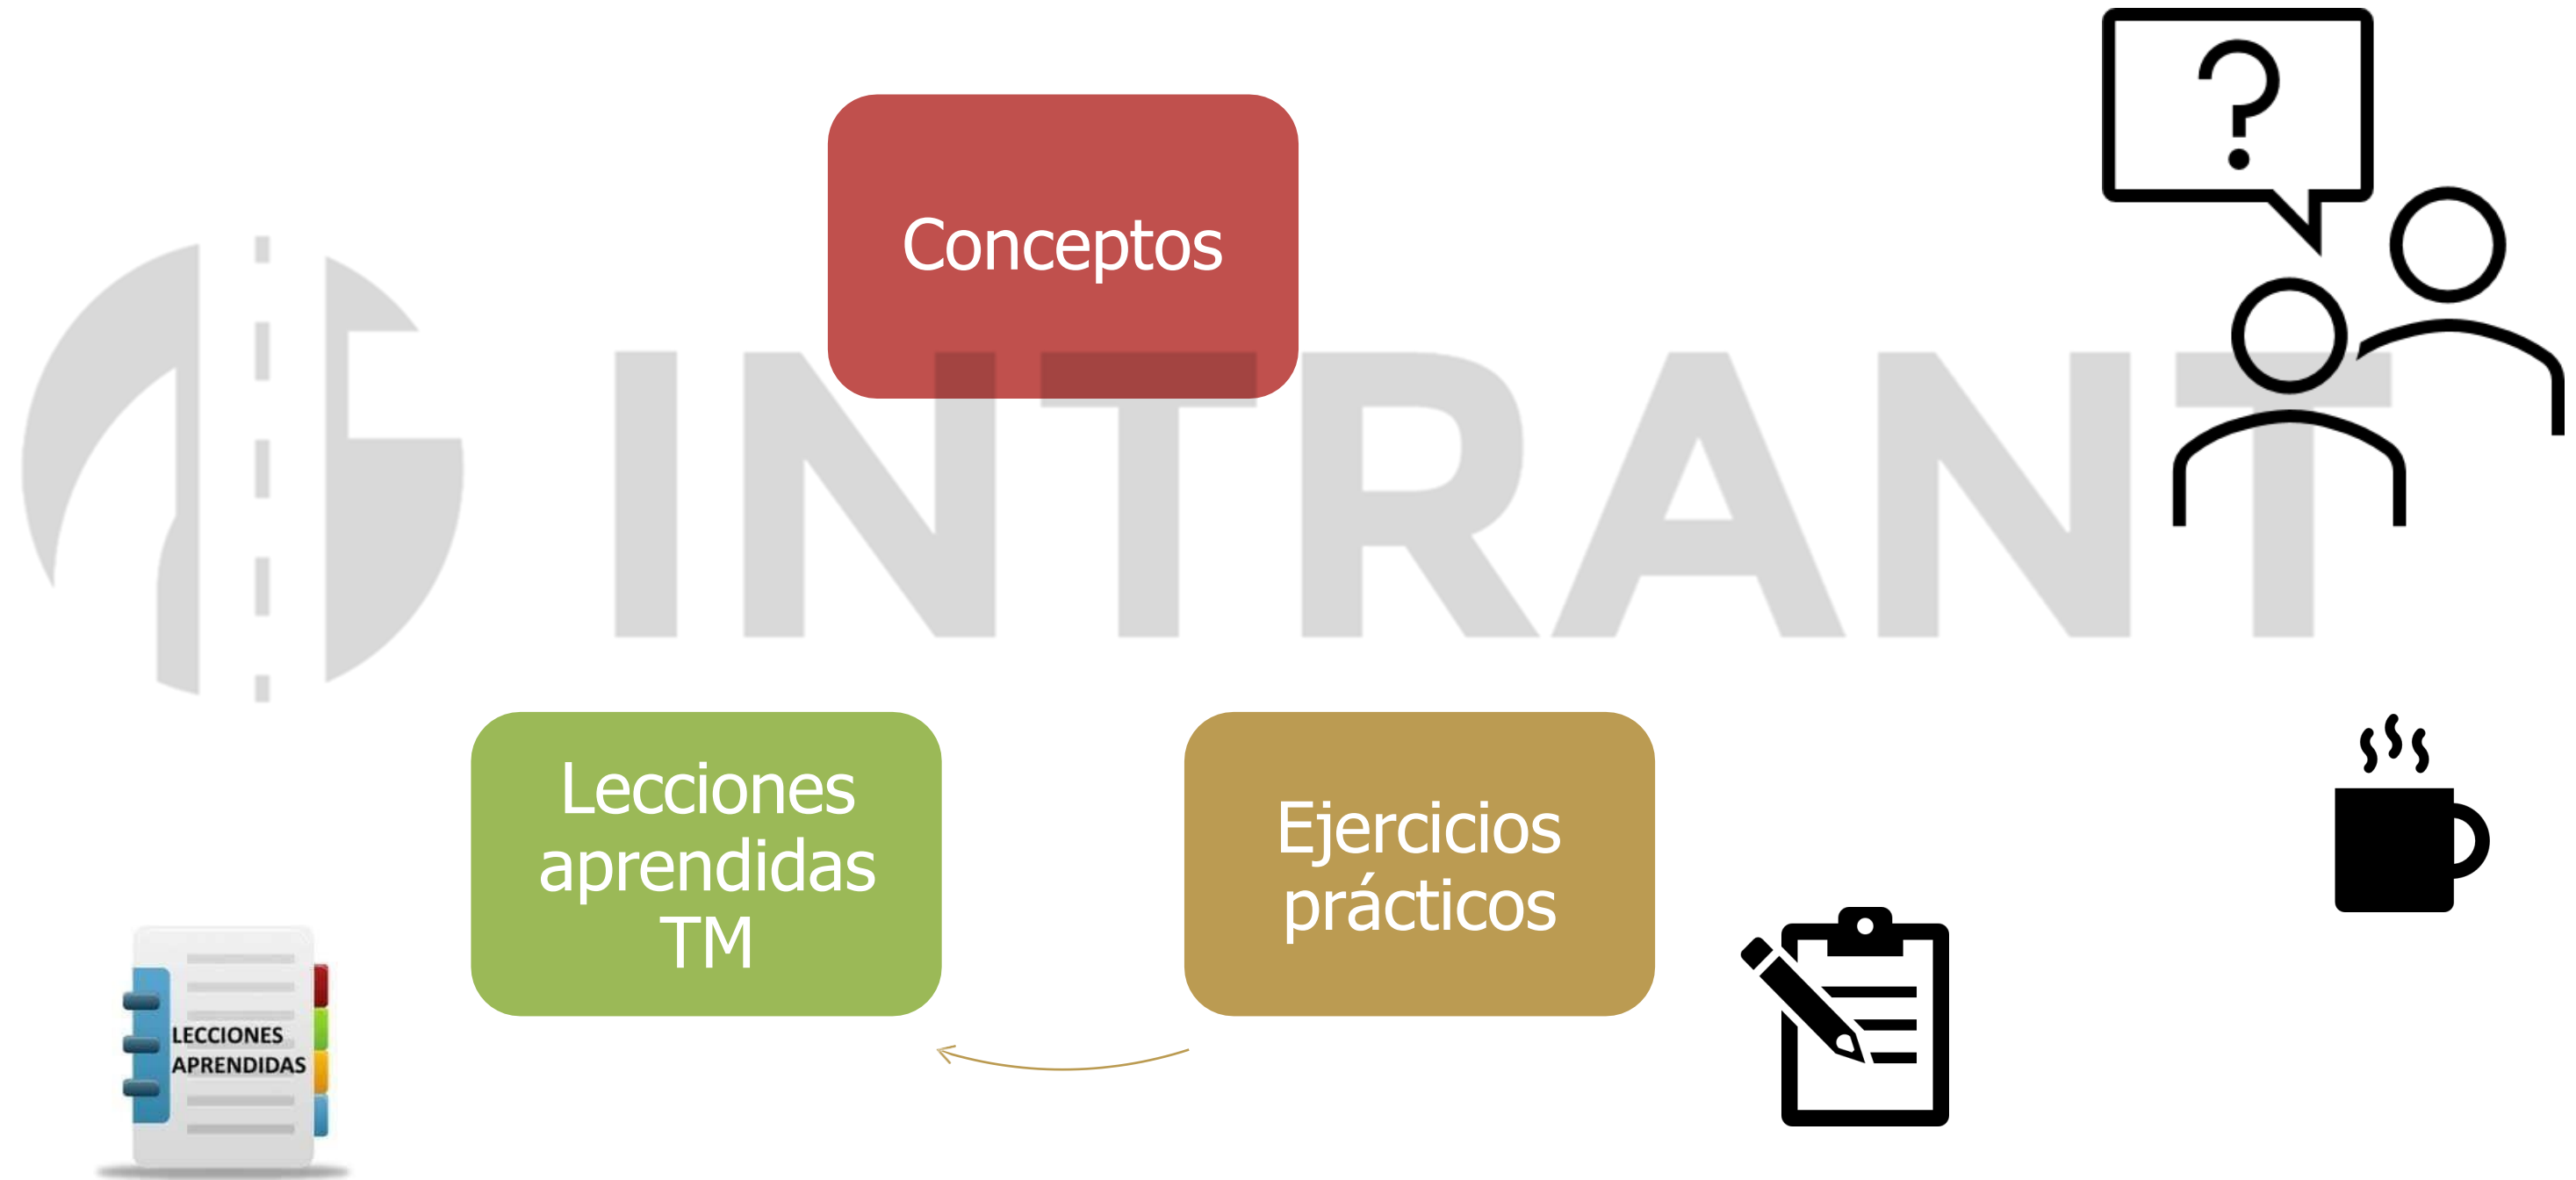 ?
Conceptos
INTRANT
Lecciones
aprendidas
TM
Ejercicios
prácticos
LECCIONES
APRENDIDAS